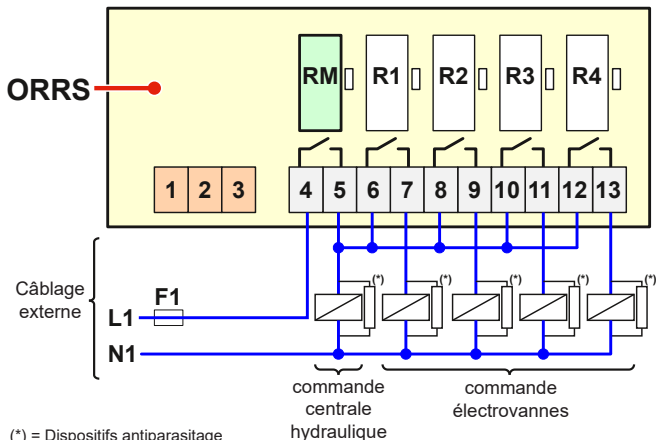 RM R1 R2 R3 R4
ORRS
1 2 3 4 5 6 7 8 9 10 11 12 13
(*) (*) (*) (*) (*)
Câblage
externe
F1
L1
N1
commande
centrale
hydraulique
commande
électrovannes
(*) = Dispositifs antiparasitage